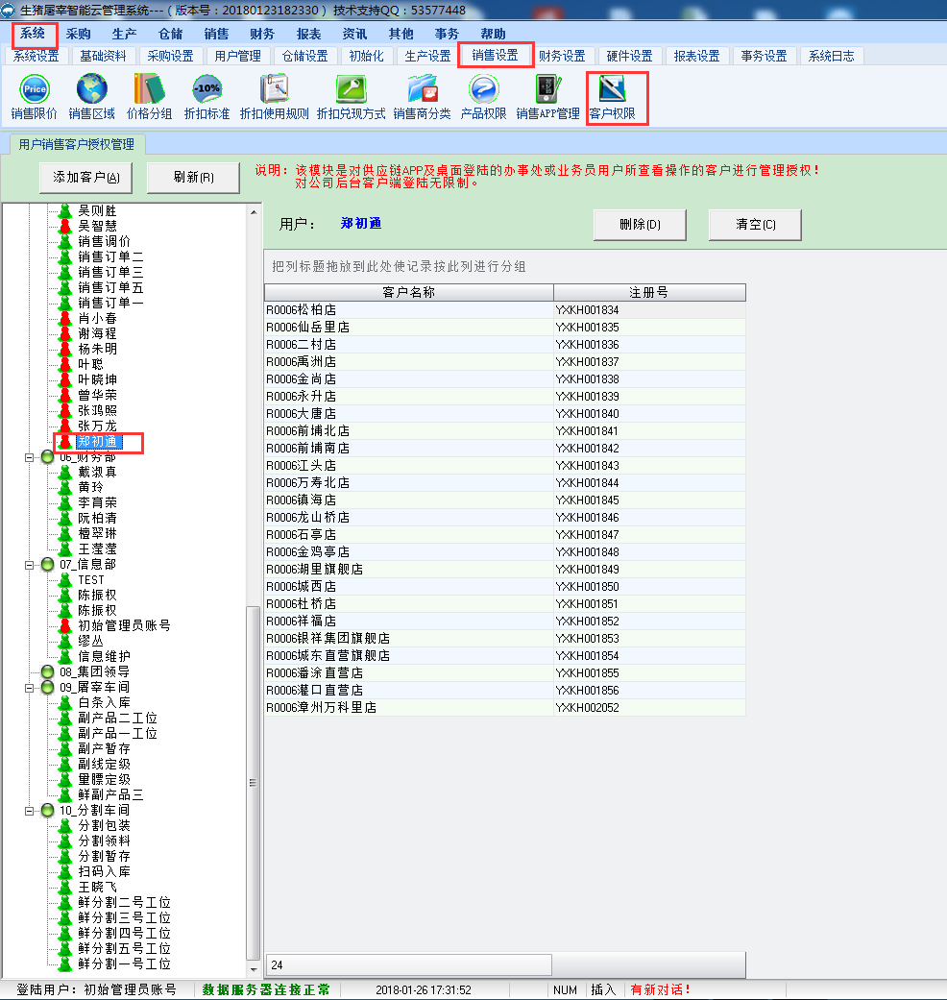 生猪屠宰智能云管理系统---（版本号：20180123182330）技术支持QQ：53577448
系统 采购 生产 仓储 销售 财务 报表 资讯 其他 事务 帮助
系统设置 基础资料 采购设置 用户管理 仓储设置 初始化 生产设置 销售设置 财务设置 硬件设置 报表设置 事务设置 系统日志
Price -10%
销售限价 销售区域 价格分组 折扣标准 折扣使用规则 折扣兑现方式 销售商分类 产品权限 销售APP管理 客户权限
用户销售客户授权管理
添加客户(A) 刷新(R)
说明：该模块是对供应链APP及桌面登陆的办事处或业务员用户所查看操作的客户进行管理授权！
对公司后台客户端登陆无限制。
吴则胜
吴智慧
销售调价
销售订单二
销售订单三
销售订单五
销售订单一
肖小春
谢海程
杨朱明
叶聪
叶晓坤
曾华荣
张鸿照
张万龙
郑初通
06_财务部
戴淑真
黄玲
李育荣
阮柏清
檀翠琳
王滢滢
07_信息部
TEST
陈振权
陈振权
初始管理员账号
缪丛
信息维护
08_集团领导
09_屠宰车间
白条入库
副产品二工位
副产品一工位
副产暂存
副线定级
量膘定级
鲜副产品三
10_分割车间
分割包装
分割领料
分割暂存
扫码入库
王晓飞
鲜分割二号工位
鲜分割三号工位
鲜分割四号工位
鲜分割五号工位
鲜分割一号工位
用户： 郑初通 删除(D) 清空(C)
把列标题拖放到此处使记录按此列进行分组
客户名称 注册号
R0006松柏店 YXKH001834
R0006仙岳里店 YXKH001835
R0006二村店 YXKH001836
R0006禹洲店 YXKH001837
R0006金尚店 YXKH001838
R0006永升店 YXKH001839
R0006大唐店 YXKH001840
R0006前埔北店 YXKH001841
R0006前埔南店 YXKH001842
R0006江头店 YXKH001843
R0006万寿北店 YXKH001844
R0006镇海店 YXKH001845
R0006龙山桥店 YXKH001846
R0006石亭店 YXKH001847
R0006金鸡亭店 YXKH001848
R0006湖里旗舰店 YXKH001849
R0006城西店 YXKH001850
R0006杜桥店 YXKH001851
R0006祥福店 YXKH001852
R0006银祥集团旗舰店 YXKH001853
R0006城东直营旗舰店 YXKH001854
R0006潘涂直营店 YXKH001855
R0006灌口直营店 YXKH001856
R0006漳州万科里店 YXKH002052
24
登陆用户：初始管理员账号 数据服务器连接正常 2018-01-26 17:31:52 NUM 插入 有新对话！